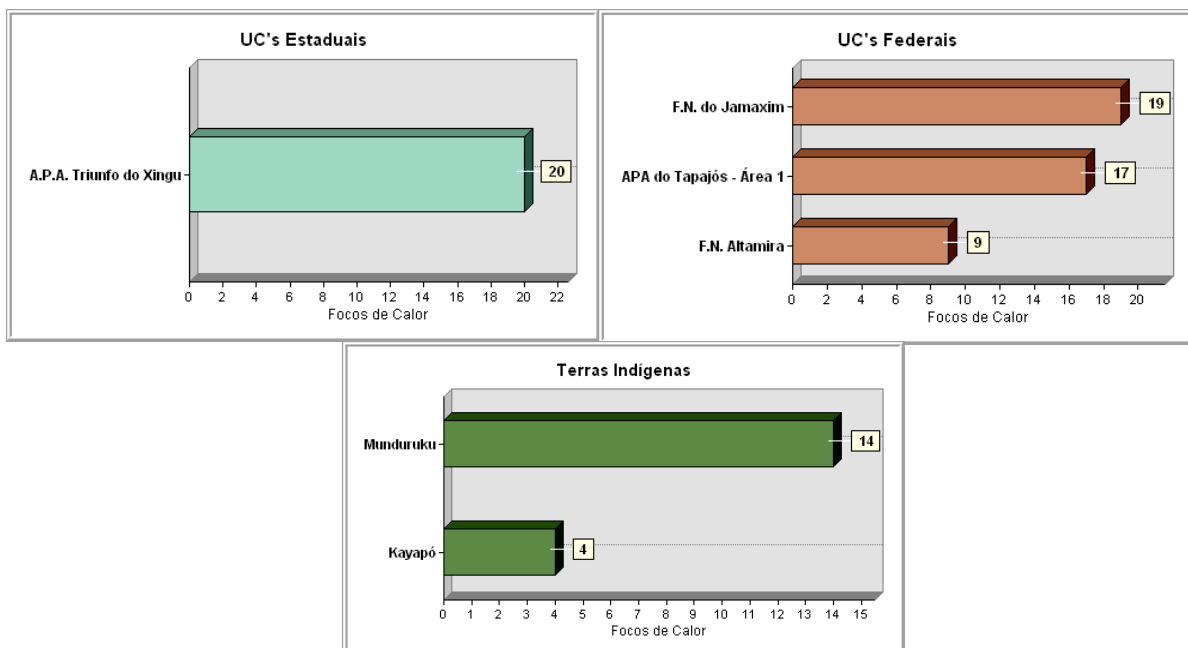 UC's Estaduais
A.P.A. Triunfo do Xingu
20
0 2 4 6 8 10 12 14 16 18 20 22
Focos de Calor
UC's Federais
F.N. do Jamaxim
19
APA do Tapajós - Área 1
17
F.N. Altamira
9
0 2 4 6 8 10 12 14 16 18 20
Focos de Calor
Terras Indígenas
Munduruku
14
Kayapó
4
0 1 2 3 4 5 6 7 8 9 10 11 12 13 14 15
Focos de Calor